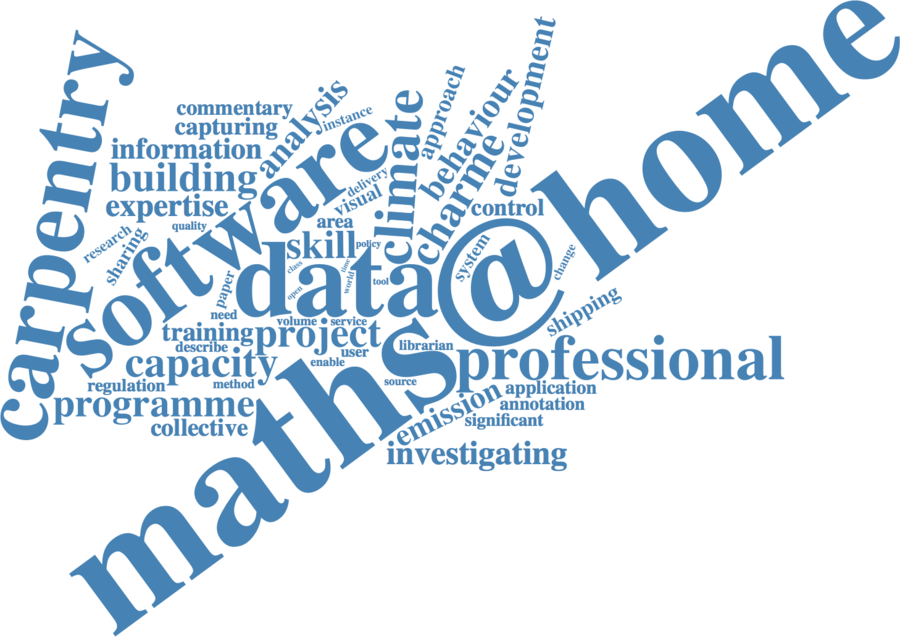 maths@home
carpentry
software
data
professional
climate
charme
behaviour
development
approach
analysis
instance
commentary
capturing
information
building
expertise
quality
research
sharing
delivery
visual
area
skill
policy
control
system
change
shipping
class
open
time
world
tool
paper
need
volume
service
training
project
describe
user
librarian
capacity
enable
regulation
method
source
programme
collective
emission
application
annotation
significant
investigating